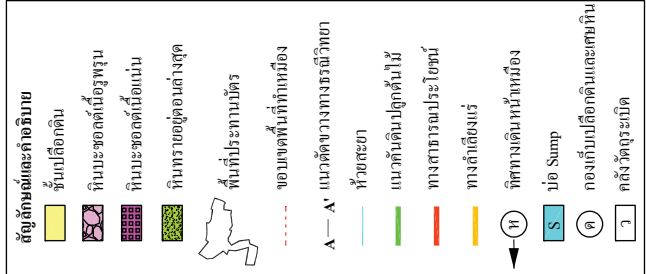 สัญลักษณ์และคำอธิบาย
ชั้นเปลือกดิน
หินบะซอลต์เนื้อรูพรุน
หินบะซอลต์เนื้อแน่น
หินทรายอยู่ตอนล่างสุด
พื้นที่ประทานบัตร
ขอบเขตพื้นที่ทำเหมือง
A — A' แนวตัดขวางทางธรณีวิทยา
ห้วยสะยา
แนวคันดินปลูกต้นไม้
ทางสาธารณประโยชน์
ทางลำเลียงแร่
ห ทิศทางเดินหน้าเหมือง
S บ่อ Sump
ด กองเก็บเปลือกดินและเศษหิน
ว คลังวัตถุระเบิด